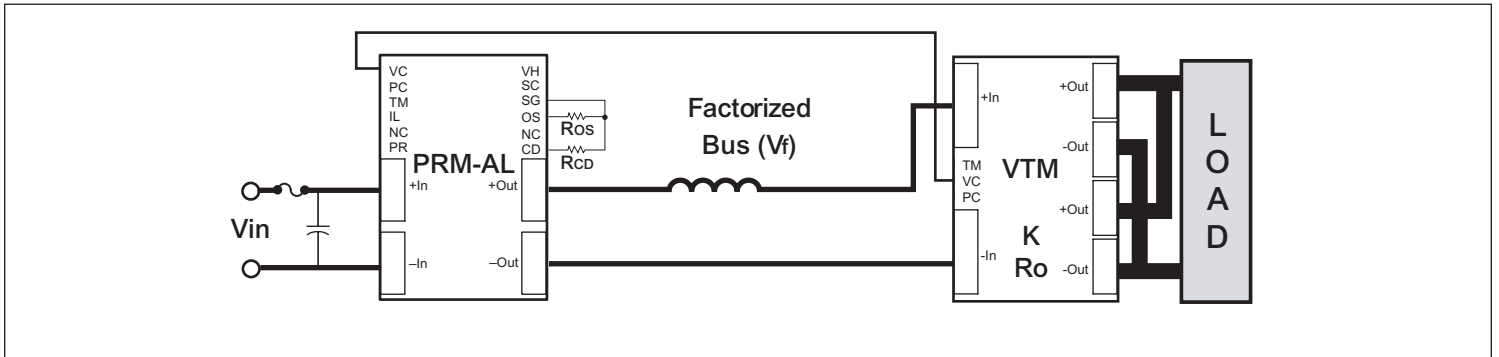 VC
PC
TM
IL
NC
PR
VH
SC
SG
OS
NC
CD
ROS
RCD
PRM-AL
+In
+Out
–In
–Out
Vin
Factorized
Bus (Vf)
+In
TM
VC
PC
-In
VTM
K
Ro
+Out
-Out
+Out
-Out
L
O
A
D